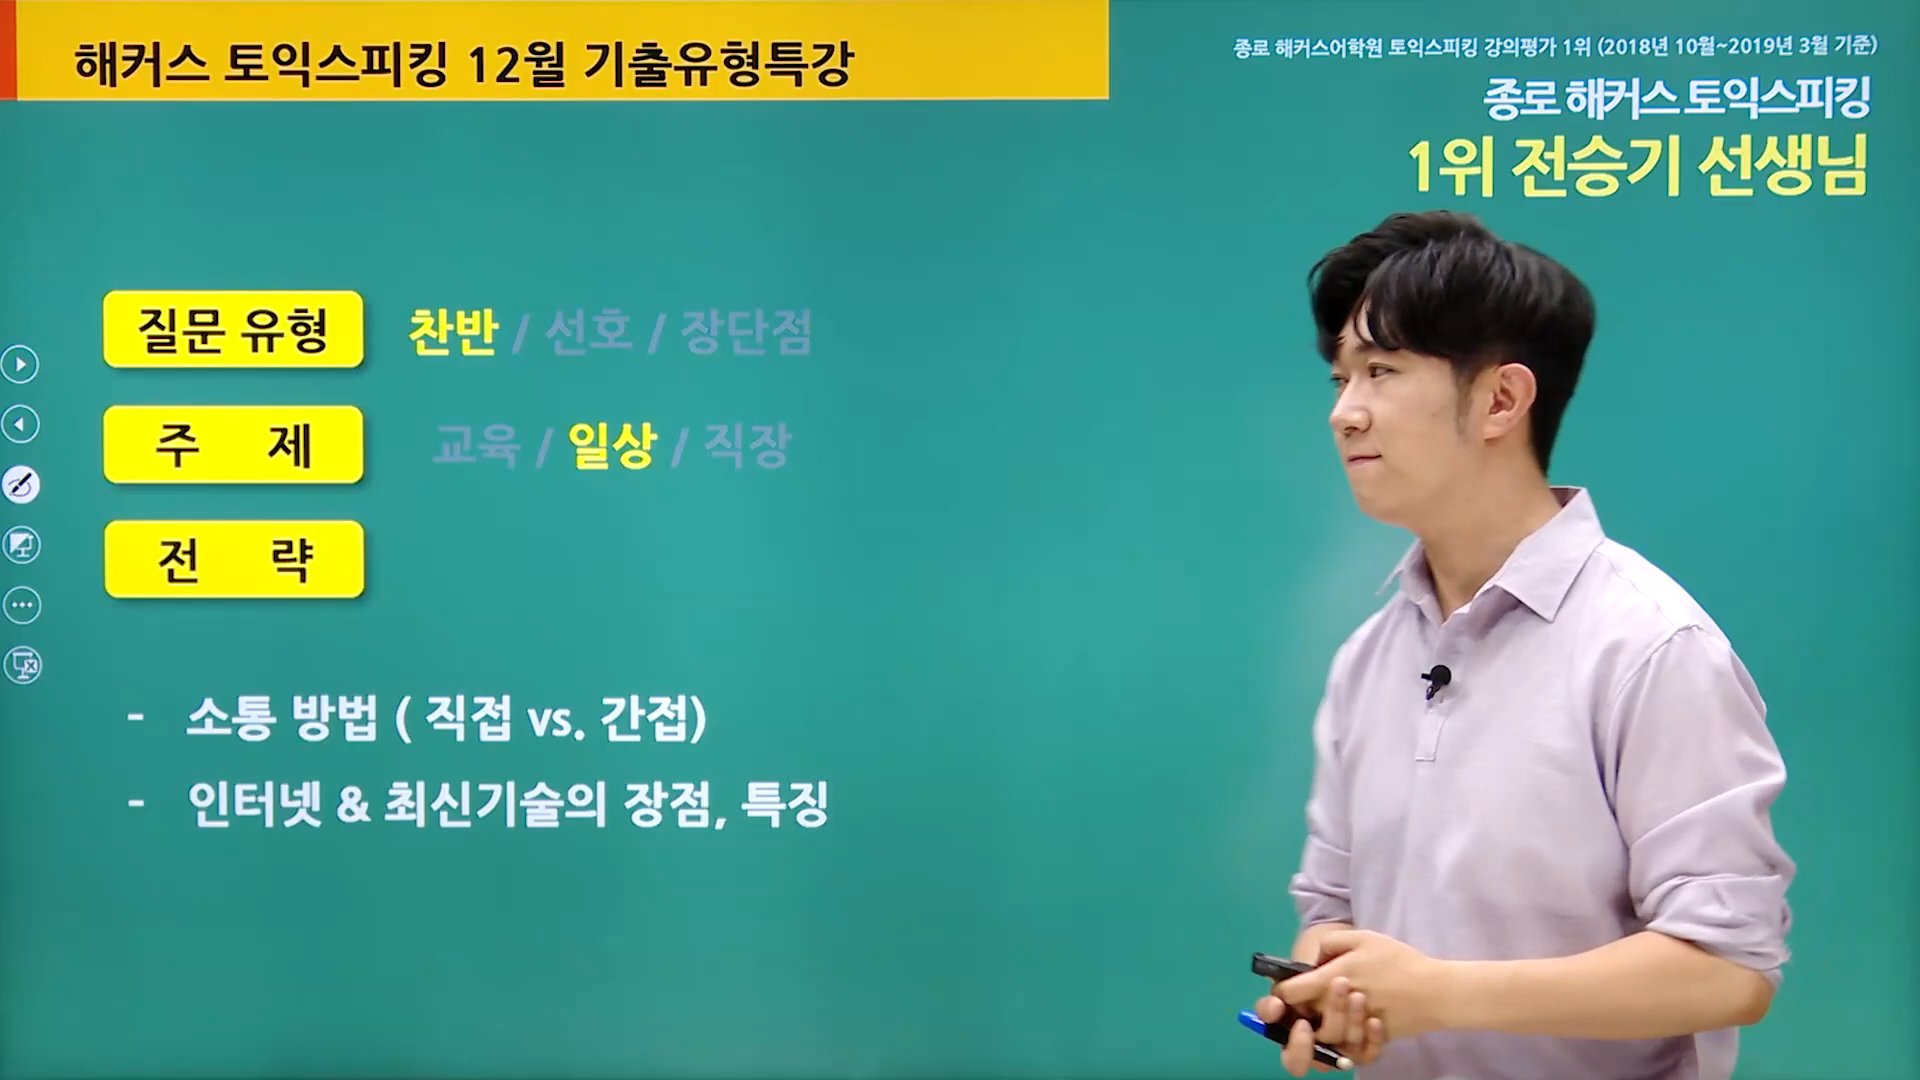 해커스 토익스피킹 12월 기출유형특강
종로 해커스어학원 토익스피킹 강의평가 1위 (2018년 10월~2019년 3월 기준)
종로 해커스 토익스피킹
1위 전승기 선생님
질문 유형 찬반 / 선호 / 장단점
주 제 교육 / 일상 / 직장
전 략
- 소통 방법 ( 직접 vs. 간접)
- 인터넷 & 최신기술의 장점, 특징